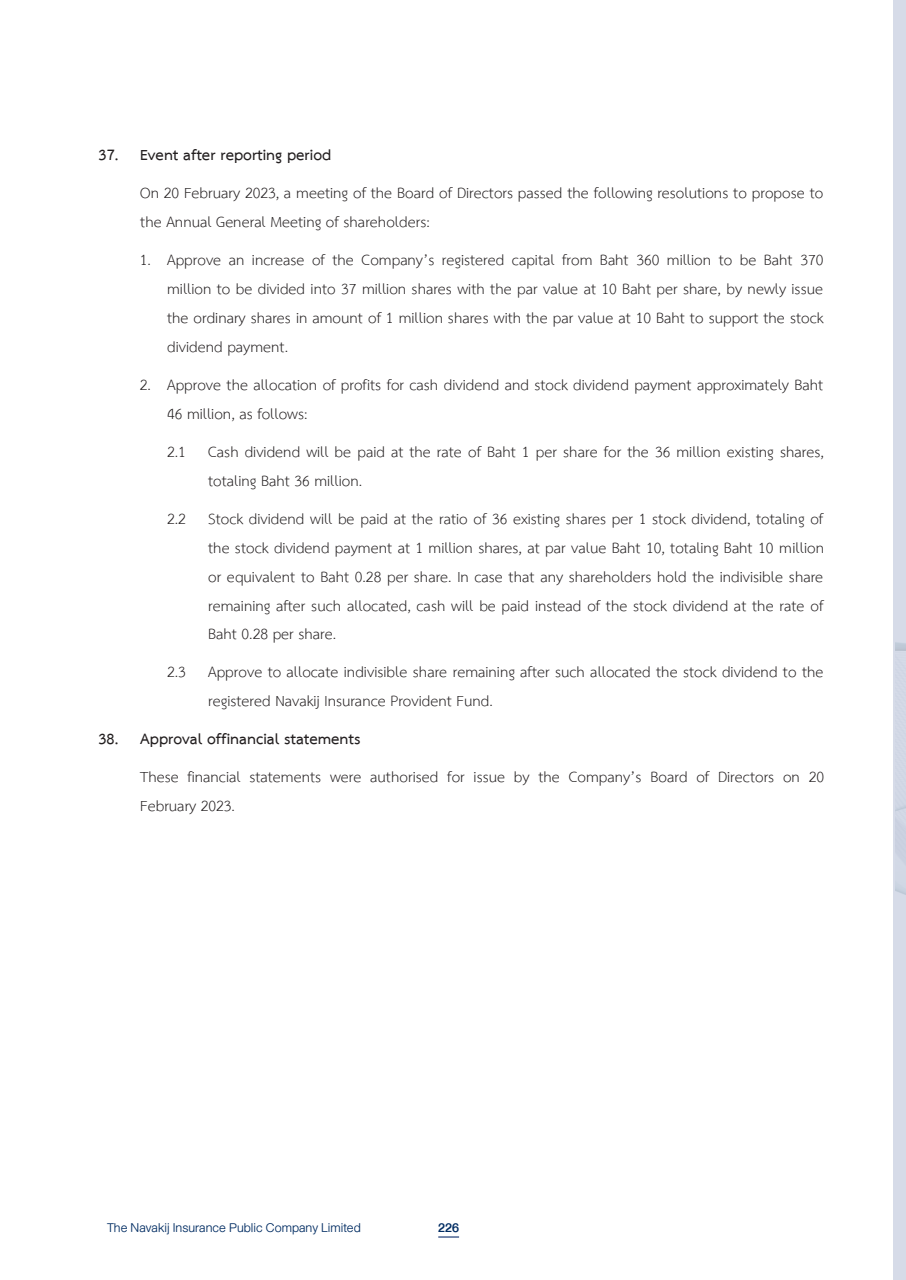 37. Event after reporting period
On 20 February 2023, a meeting of the Board of Directors passed the following resolutions to propose to
the Annual General Meeting of shareholders:
1. Approve an increase of the Company’s registered capital from Baht 360 million to be Baht 370
million to be divided into 37 million shares with the par value at 10 Baht per share, by newly issue
the ordinary shares in amount of 1 million shares with the par value at 10 Baht to support the stock
dividend payment.
2. Approve the allocation of profits for cash dividend and stock dividend payment approximately Baht
46 million, as follows:
2.1 Cash dividend will be paid at the rate of Baht 1 per share for the 36 million existing shares,
totaling Baht 36 million.
2.2 Stock dividend will be paid at the ratio of 36 existing shares per 1 stock dividend, totaling of
the stock dividend payment at 1 million shares, at par value Baht 10, totaling Baht 10 million
or equivalent to Baht 0.28 per share. In case that any shareholders hold the indivisible share
remaining after such allocated, cash will be paid instead of the stock dividend at the rate of
Baht 0.28 per share.
2.3 Approve to allocate indivisible share remaining after such allocated the stock dividend to the
registered Navakij Insurance Provident Fund.
38. Approval offinancial statements
These financial statements were authorised for issue by the Company’s Board of Directors on 20
February 2023.
The Navakij Insurance Public Company Limited 226